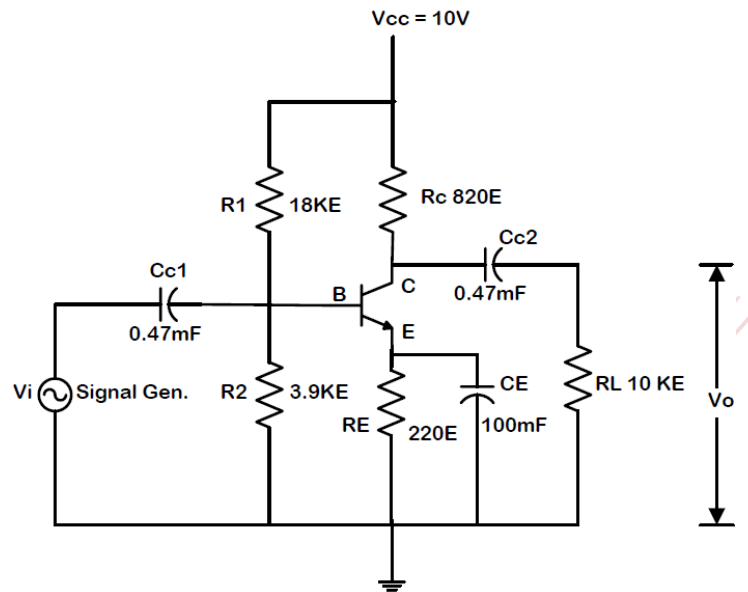 Vcc = 10V
R1 18KE
Rc 820E
Cc2
0.47mF
C
B
E
Cc1
0.47mF
Vi Signal Gen.
R2 3.9KE
RE 220E
CE
100mF
RL 10 KE
Vo